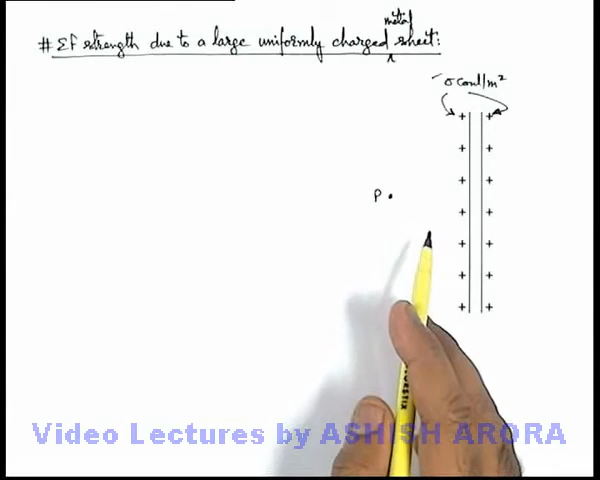 # EF strength due to a large uniformly charged metal sheet:
σ coul/m²
+ +
+ +
+ +
P • + +
+ +
+ +
+ +
Video Lectures by ASHISH ARORA